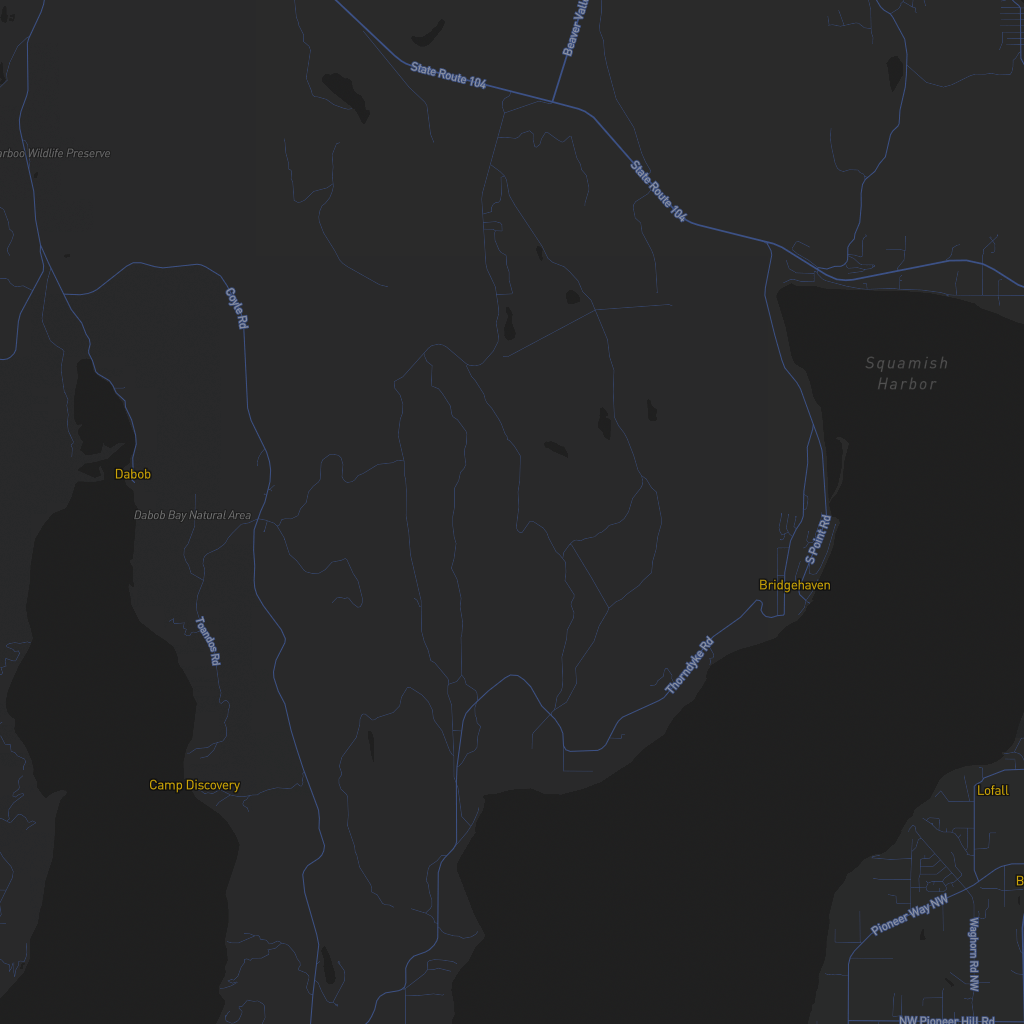 Beaver
State Route 104
arboo Wildlife Preserve
State Route 104
Coyle Rd
Squamish
Harbor
Dabob
Dabob Bay Natural Area
S Point Rd
Bridgehaven
Toandos Rd
Thorndyke Rd
Camp Discovery
Lofall
B
Pioneer Way NW
Waghorn Rd NW
NW Pioneer Hill Rd